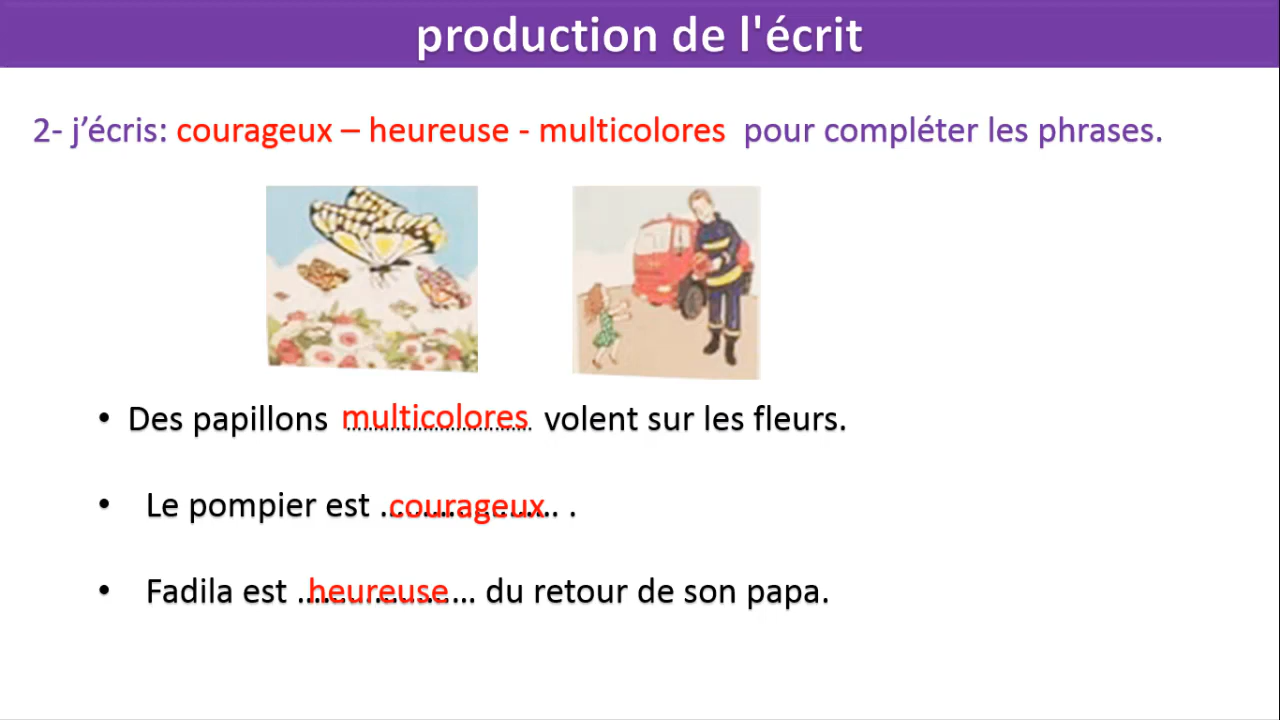 production de l'écrit
2- j’écris: courageux – heureuse - multicolores pour compléter les phrases.
• Des papillons multicolores volent sur les fleurs.
• Le pompier est courageux .
• Fadila est heureuse du retour de son papa.